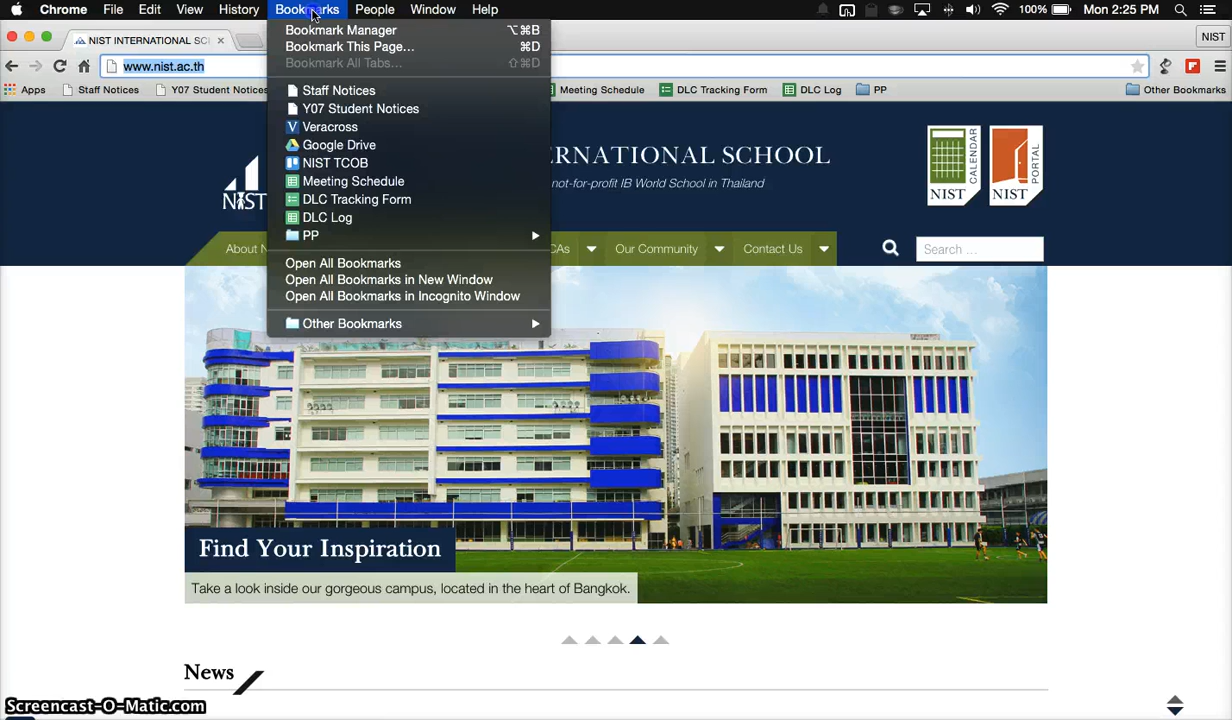 Chrome File Edit View History Bookmarks People Window Help 100% Mon 2:25 PM
NIST INTERNATIONAL SC NIST
www.nist.ac.th
Apps Staff Notices Y07 Student Notices Meeting Schedule DLC Tracking Form DLC Log PP Other Bookmarks
Bookmark Manager ⌥⌘B
Bookmark This Page... ⌘D
Bookmark All Tabs... ⇧⌘D
Staff Notices
Y07 Student Notices
Veracross
Google Drive
NIST TCOB
Meeting Schedule
DLC Tracking Form
DLC Log
PP
Open All Bookmarks
Open All Bookmarks in New Window
Open All Bookmarks in Incognito Window
Other Bookmarks
NIST
ERNATIONAL SCHOOL
not-for-profit IB World School in Thailand
CALENDAR
NIST
PORTAL
NIST
About N CAs Our Community Contact Us Search ...
Find Your Inspiration
Take a look inside our gorgeous campus, located in the heart of Bangkok.
News
Screencast-O-Matic.com